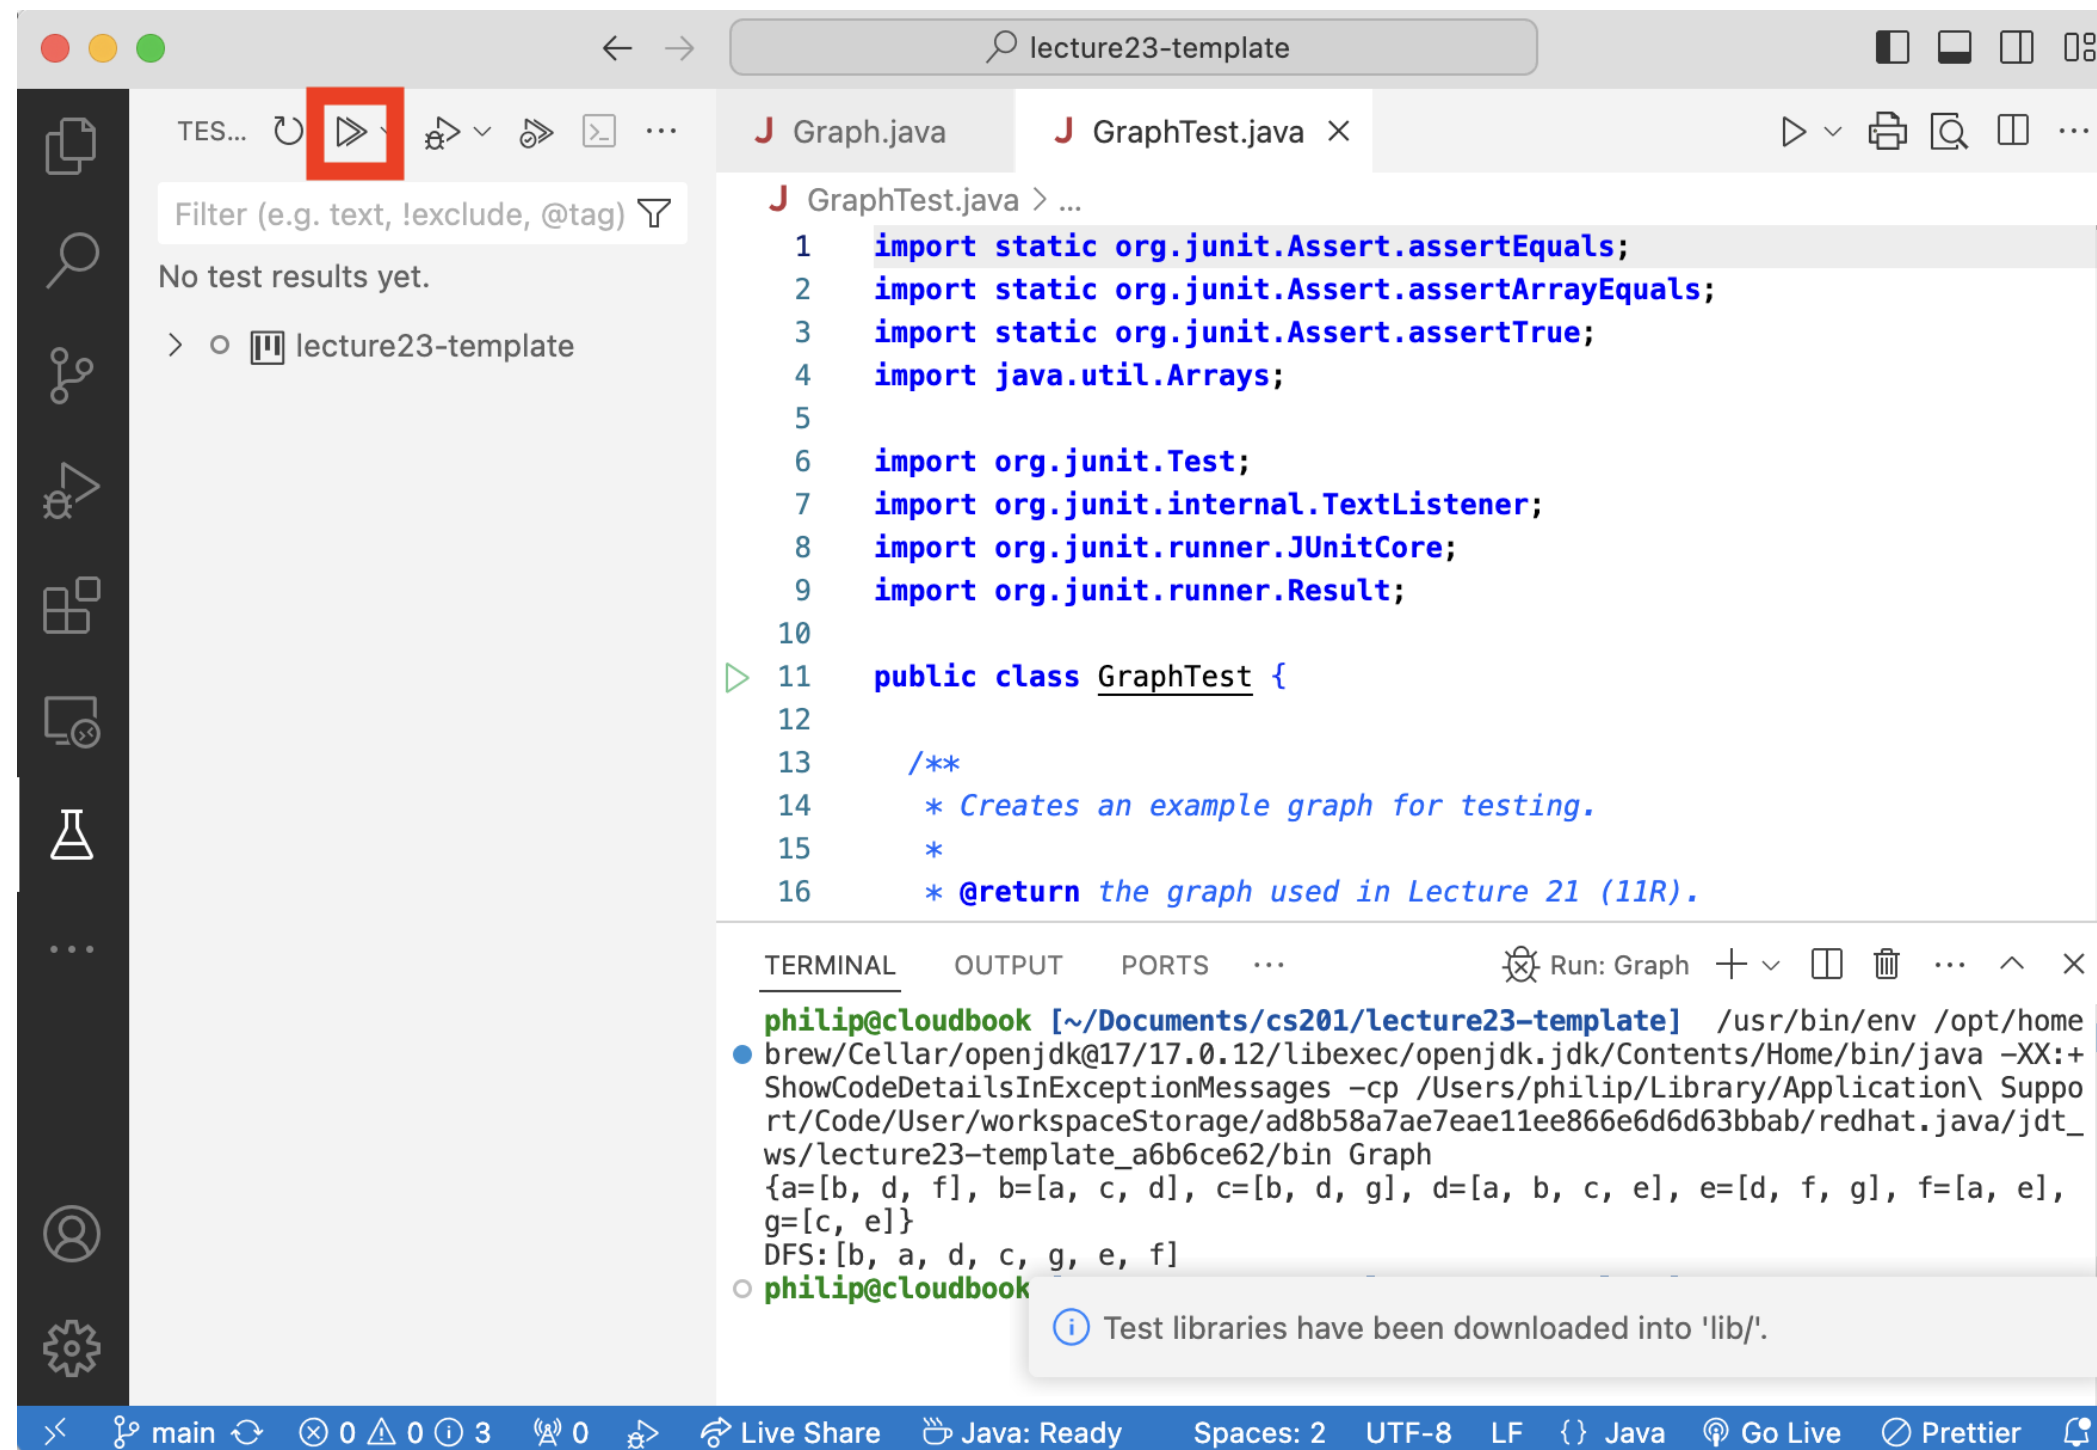 lecture23-template
TES...
Filter (e.g. text, !exclude, @tag)
No test results yet.
lecture23-template
J Graph.java
J GraphTest.java
J GraphTest.java > ...
1 import static org.junit.Assert.assertEquals;
2 import static org.junit.Assert.assertArrayEquals;
3 import static org.junit.Assert.assertTrue;
4 import java.util.Arrays;
5
6 import org.junit.Test;
7 import org.junit.internal.TextListener;
8 import org.junit.runner.JUnitCore;
9 import org.junit.runner.Result;
10
11 public class GraphTest {
12
13 /**
14 * Creates an example graph for testing.
15 *
16 * @return the graph used in Lecture 21 (11R).
TERMINAL OUTPUT PORTS ... Run: Graph
philip@cloudbook [~/Documents/cs201/lecture23-template] /usr/bin/env /opt/home
brew/Cellar/openjdk@17/17.0.12/libexec/openjdk.jdk/Contents/Home/bin/java -XX:+
ShowCodeDetailsInExceptionMessages -cp /Users/philip/Library/Application\ Suppo
rt/Code/User/workspaceStorage/ad8b58a7ae7eae11ee866e6d6d63bbab/redhat.java/jdt_
ws/lecture23-template_a6b6ce62/bin Graph
{a=[b, d, f], b=[a, c, d], c=[b, d, g], d=[a, b, c, e], e=[d, f, g], f=[a, e],
g=[c, e]}
DFS:[b, a, d, c, g, e, f]
philip@cloudbook
Test libraries have been downloaded into 'lib/'.
main 0 0 3 0 Live Share Java: Ready Spaces: 2 UTF-8 LF {} Java Go Live Prettier